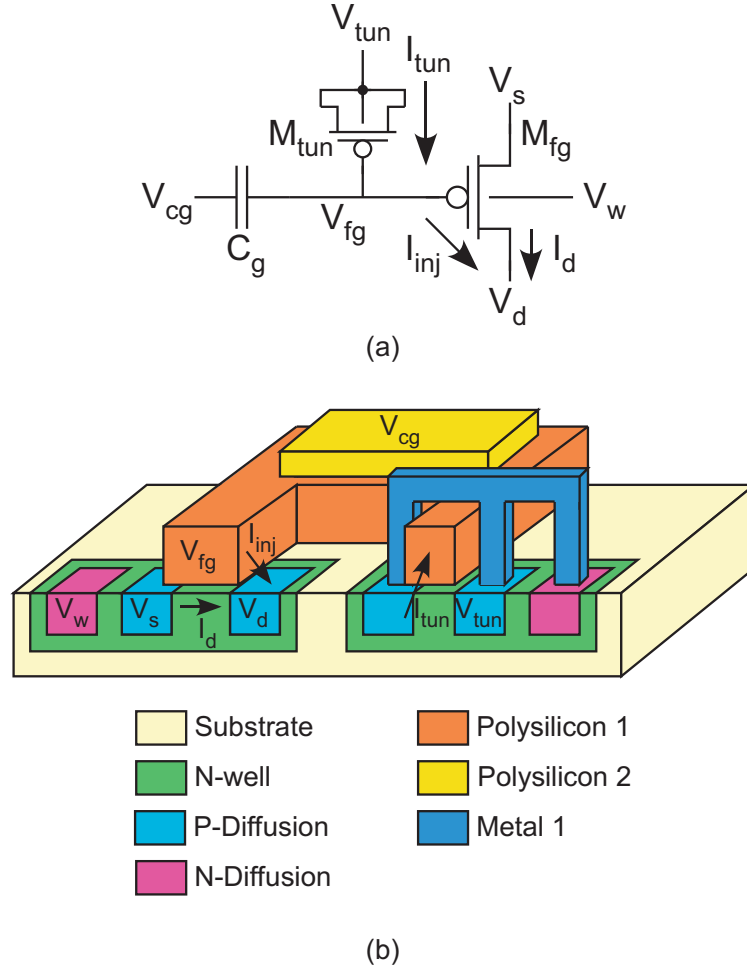 V_tun
I_tun
V_s
M_tun
M_fg
V_cg
V_fg
V_w
C_g
I_inj
I_d
V_d
(a)
V_cg
V_fg
I_inj
V_w
V_s
I_d
V_d
I_tun
V_tun
Substrate
Polysilicon 1
N-well
Polysilicon 2
P-Diffusion
Metal 1
N-Diffusion
(b)